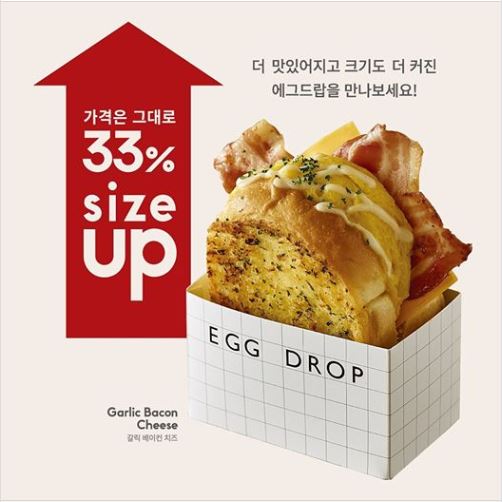 더 맛있어지고 크기도 더 커진
에그드랍을 만나보세요!
가격은 그대로
33%
size
up
EGG DROP
Garlic Bacon
Cheese
갈릭 베이컨 치즈